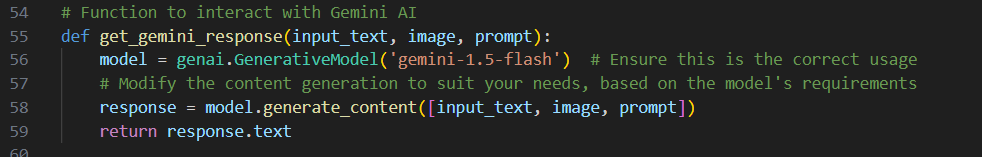 54 # Function to interact with Gemini AI
55 def get_gemini_response(input_text, image, prompt):
56     model = genai.GenerativeModel('gemini-1.5-flash')  # Ensure this is the correct usage
57     # Modify the content generation to suit your needs, based on the model's requirements
58     response = model.generate_content([input_text, image, prompt])
59     return response.text
60